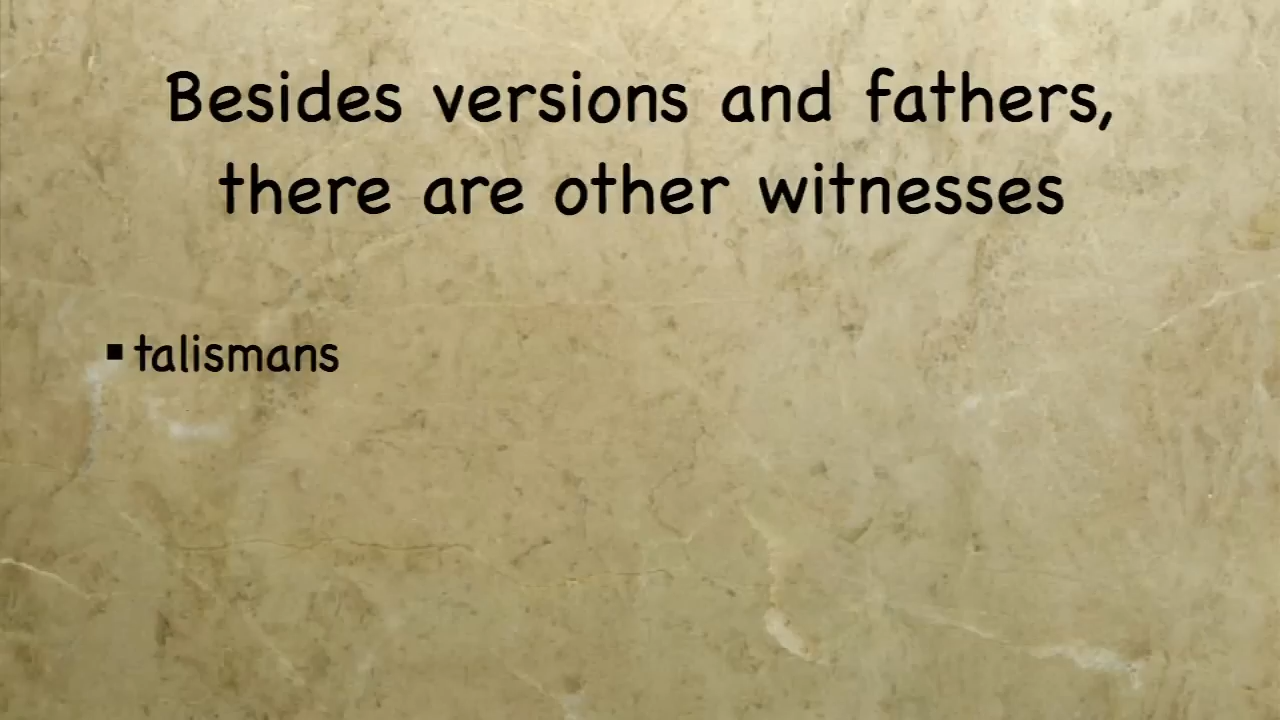 Besides versions and fathers,
there are other witnesses
▪ talismans